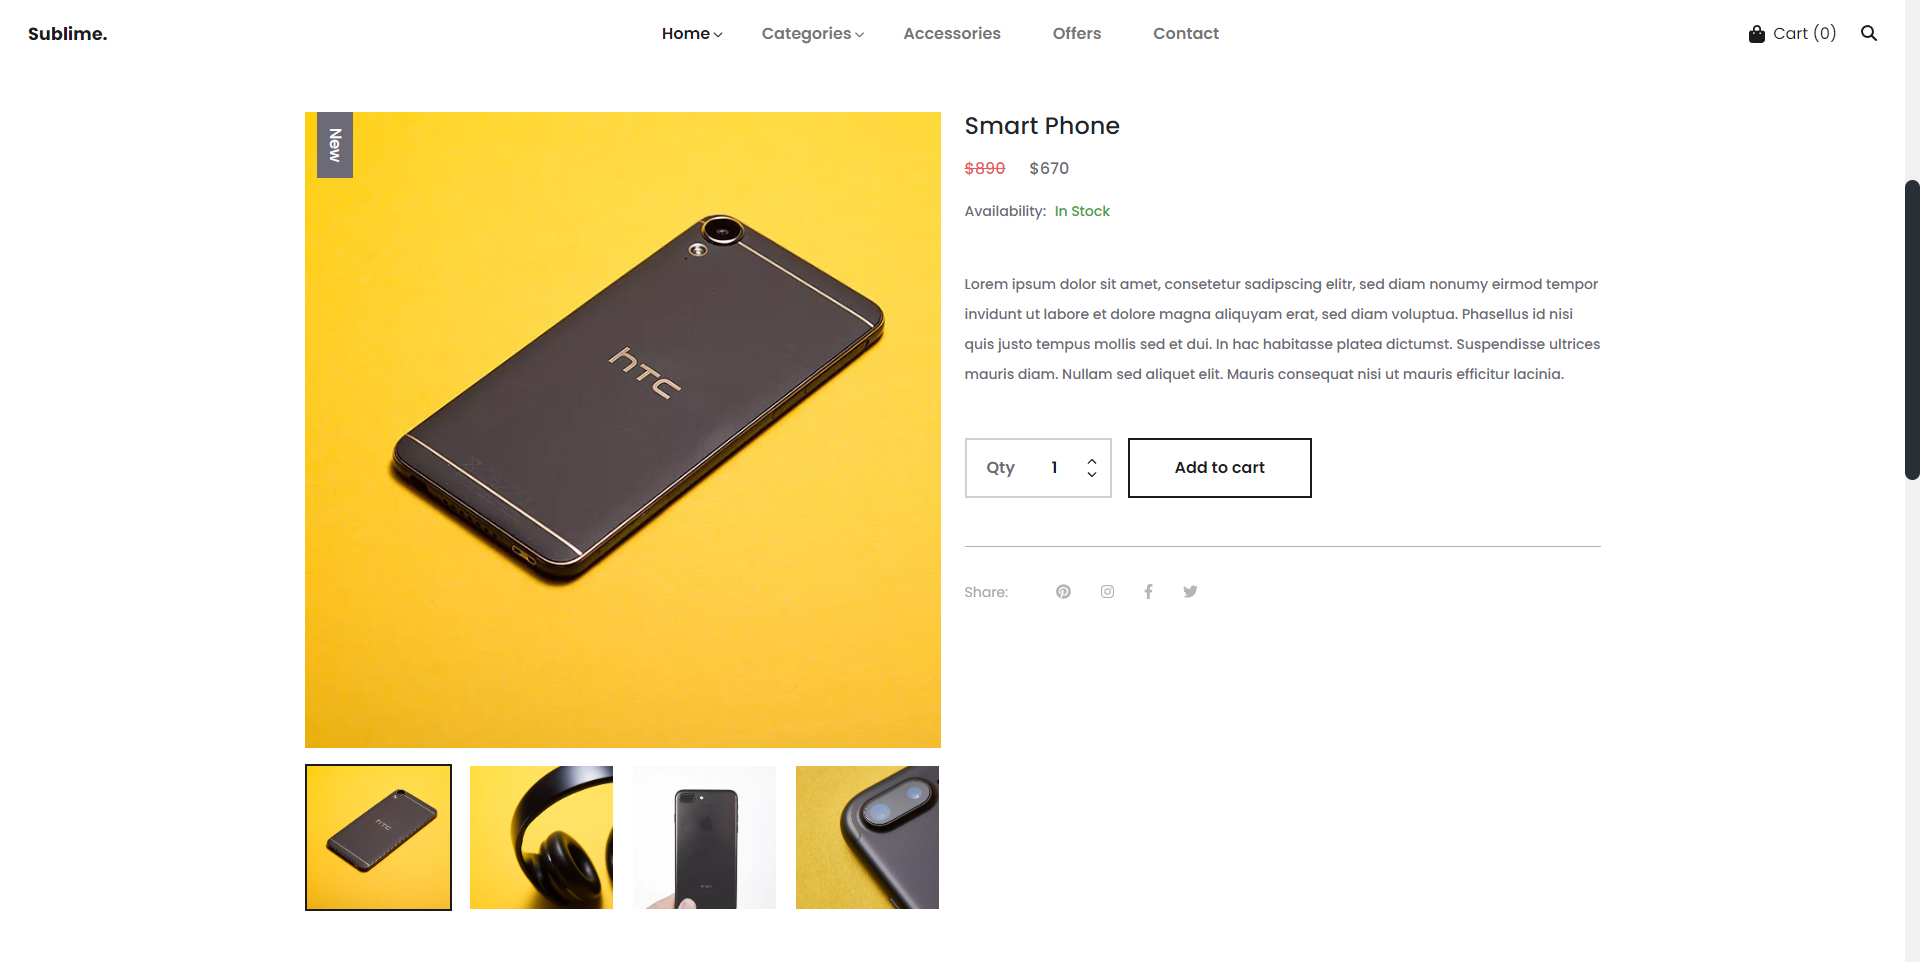 Sublime.
Home
Categories
Accessories
Offers
Contact
Cart (0)
New
hTC
hTC
Smart Phone
$890 $670
Availability: In Stock
Lorem ipsum dolor sit amet, consetetur sadipscing elitr, sed diam nonumy eirmod tempor
invidunt ut labore et dolore magna aliquyam erat, sed diam voluptua. Phasellus id nisi
quis justo tempus mollis sed et dui. In hac habitasse platea dictumst. Suspendisse ultrices
mauris diam. Nullam sed aliquet elit. Mauris consequat nisi ut mauris efficitur lacinia.
Qty 1
Add to cart
Share: